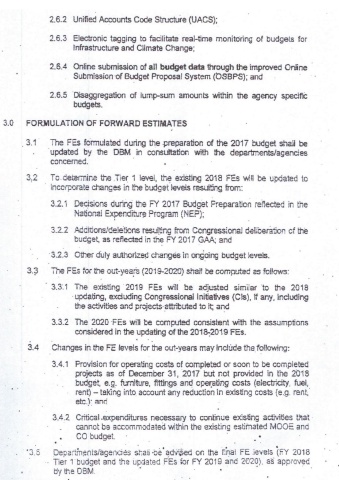 2.6.2 Unified Accounts Code Structure (UACS);
2.6.3 Electronic tagging to facilitate real-time monitoring of budgets for
Infrastructure and Climate Change;
2.6.4 Online submission of all budget data through the improved Online
Submission of Budget Proposal System (OSBPS); and
2.6.5 Disaggregation of lump-sum amounts within the agency specific
budgets.
3.0 FORMULATION OF FORWARD ESTIMATES
3.1 The FEs formulated during the preparation of the 2017 budget shall be
updated by the DBM in consultation with the departments/agencies
concerned.
3.2 To determine the Tier 1 level, the existing 2018 FEs will be updated to
incorporate changes in the budget levels resulting from:
3.2.1 Decisions during the FY 2017 Budget Preparation reflected in the
National Expenditure Program (NEP);
3.2.2 Additions/deletions resulting from Congressional deliberation of the
budget, as reflected in the FY 2017 GAA; and
3.2.3 Other duly authorized changes in ongoing budget levels.
3.3 The FEs for the out-years (2019-2020) shall be computed as follows:
3.3.1 The existing 2019 FEs will be adjusted similar to the 2018
updating, excluding Congressional Initiatives (CIs), if any, including
the activities and projects attributed to it; and
3.3.2 The 2020 FEs will be computed consistent with the assumptions
considered in the updating of the 2018-2019 FEs.
3.4 Changes in the FE levels for the out-years may include the following:
3.4.1 Provision for operating costs of completed or soon to be completed
projects as of December 31, 2017 but not provided in the 2018
budget, e.g. furniture, fittings and operating costs (electricity, fuel,
rent) – taking into account any reduction in existing costs (e.g. rent,
etc.); and
3.4.2 Critical expenditures necessary to continue existing activities that
cannot be accommodated within the existing estimated MOOE and
CO budget.
3.5 Departments/agencies shall be advised on the final FE levels (FY 2018
Tier 1 budget and the updated FEs for FY 2019 and 2020), as approved
by the DBM.